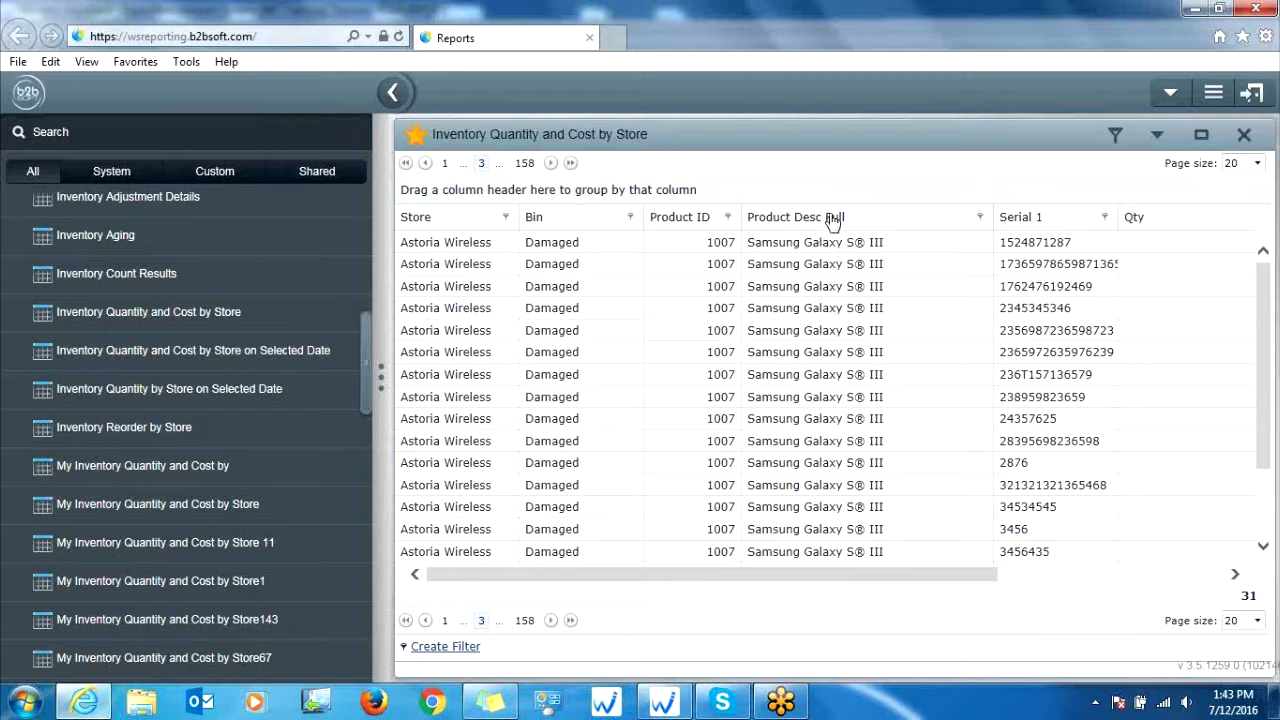 https://wsreporting.b2bsoft.com/
Reports
File Edit View Favorites Tools Help
b2b
Search
All System Custom Shared
Inventory Adjustment Details
Inventory Aging
Inventory Count Results
Inventory Quantity and Cost by Store
Inventory Quantity and Cost by Store on Selected Date
Inventory Quantity by Store on Selected Date
Inventory Reorder by Store
My Inventory Quantity and Cost by
My Inventory Quantity and Cost by Store
My Inventory Quantity and Cost by Store 11
My Inventory Quantity and Cost by Store1
My Inventory Quantity and Cost by Store143
My Inventory Quantity and Cost by Store67
Inventory Quantity and Cost by Store
1 ... 3 ... 158 Page size: 20
Drag a column header here to group by that column
Store Bin Product ID Product Desc Full Serial 1 Qty
Astoria Wireless Damaged 1007 Samsung Galaxy S® III 1524871287
Astoria Wireless Damaged 1007 Samsung Galaxy S® III 17365978659871365
Astoria Wireless Damaged 1007 Samsung Galaxy S® III 1762476192469
Astoria Wireless Damaged 1007 Samsung Galaxy S® III 2345345346
Astoria Wireless Damaged 1007 Samsung Galaxy S® III 2356987236598723
Astoria Wireless Damaged 1007 Samsung Galaxy S® III 2365972635976239
Astoria Wireless Damaged 1007 Samsung Galaxy S® III 236T157136579
Astoria Wireless Damaged 1007 Samsung Galaxy S® III 238959823659
Astoria Wireless Damaged 1007 Samsung Galaxy S® III 24357625
Astoria Wireless Damaged 1007 Samsung Galaxy S® III 28395698236598
Astoria Wireless Damaged 1007 Samsung Galaxy S® III 2876
Astoria Wireless Damaged 1007 Samsung Galaxy S® III 321321321365468
Astoria Wireless Damaged 1007 Samsung Galaxy S® III 34534545
Astoria Wireless Damaged 1007 Samsung Galaxy S® III 3456
Astoria Wireless Damaged 1007 Samsung Galaxy S® III 3456435
31
1 ... 3 ... 158 Page size: 20
Create Filter
v 3.5.1259.0 (10214
1:43 PM
7/12/2016